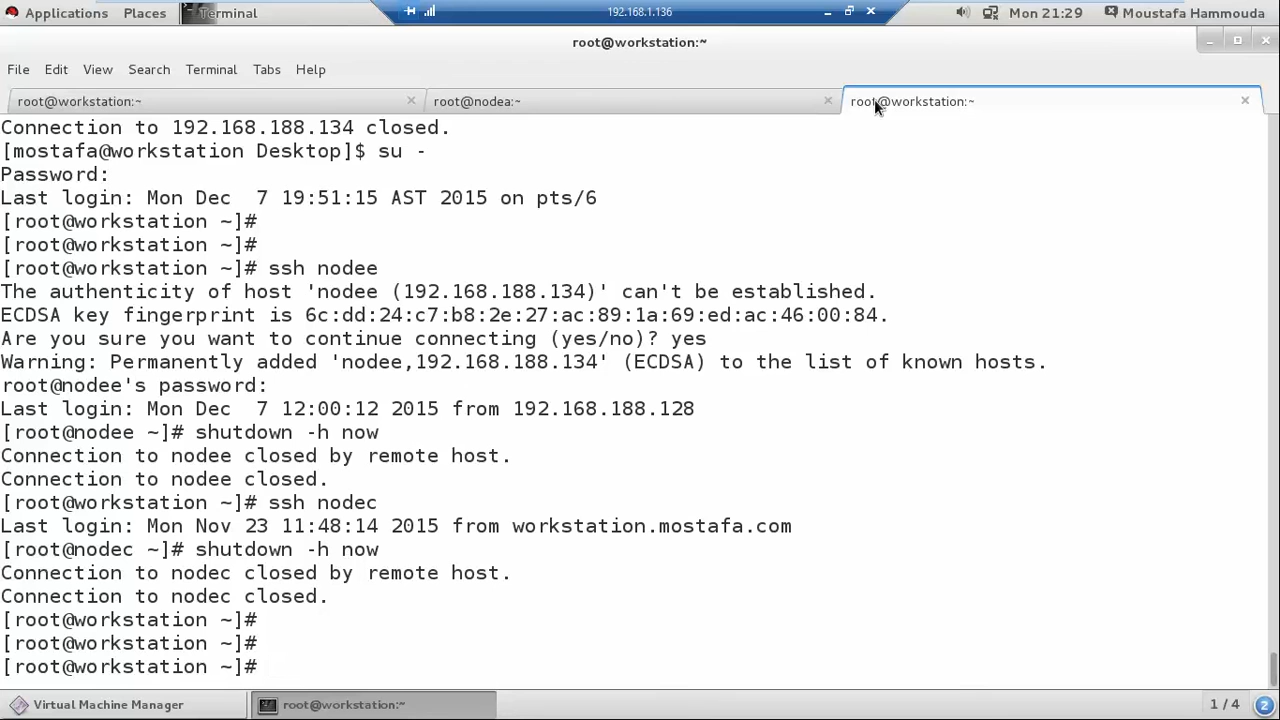 Applications Places Terminal 192.168.1.136 Mon 21:29 Moustafa Hammouda
root@workstation:~
File Edit View Search Terminal Tabs Help
root@workstation:~ root@nodea:~ root@workstation:~
Connection to 192.168.188.134 closed.
[mostafa@workstation Desktop]$ su -
Password:
Last login: Mon Dec  7 19:51:15 AST 2015 on pts/6
[root@workstation ~]#
[root@workstation ~]#
[root@workstation ~]# ssh nodee
The authenticity of host 'nodee (192.168.188.134)' can't be established.
ECDSA key fingerprint is 6c:dd:24:c7:b8:2e:27:ac:89:1a:69:ed:ac:46:00:84.
Are you sure you want to continue connecting (yes/no)? yes
Warning: Permanently added 'nodee,192.168.188.134' (ECDSA) to the list of known hosts.
root@nodee's password:
Last login: Mon Dec  7 12:00:12 2015 from 192.168.188.128
[root@nodee ~]# shutdown -h now
Connection to nodee closed by remote host.
Connection to nodee closed.
[root@workstation ~]# ssh nodec
Last login: Mon Nov 23 11:48:14 2015 from workstation.mostafa.com
[root@nodec ~]# shutdown -h now
Connection to nodec closed by remote host.
Connection to nodec closed.
[root@workstation ~]#
[root@workstation ~]#
[root@workstation ~]#
Virtual Machine Manager root@workstation:~ 1 / 4 2